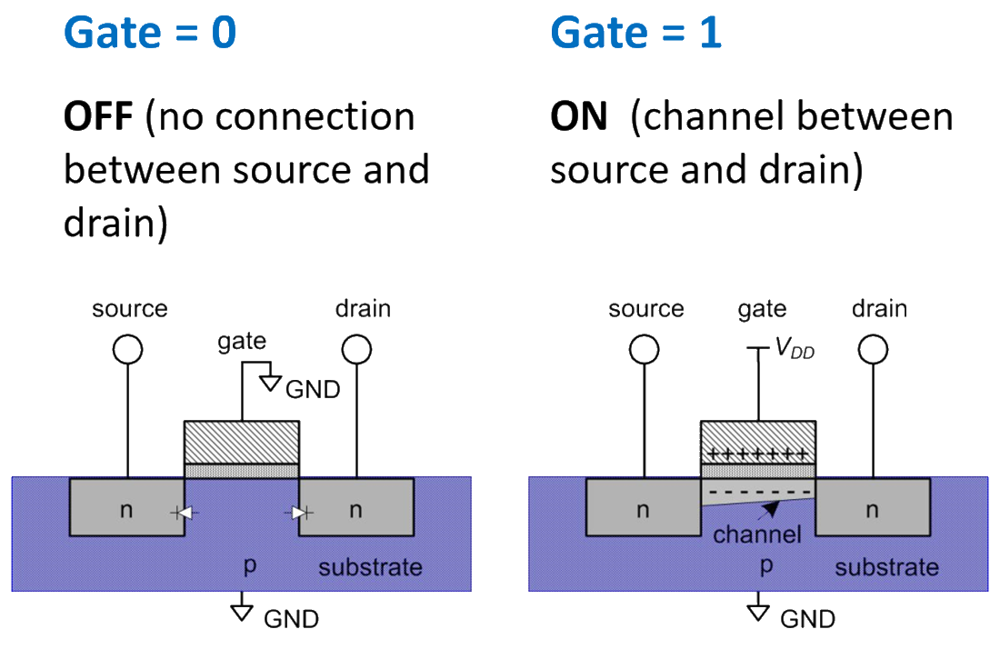 Gate = 0
OFF (no connection
between source and
drain)
source
drain
gate
GND
n
n
p
substrate
GND
Gate = 1
ON (channel between
source and drain)
source
gate
drain
VDD
+++++++
-------
n
n
channel
p
substrate
GND